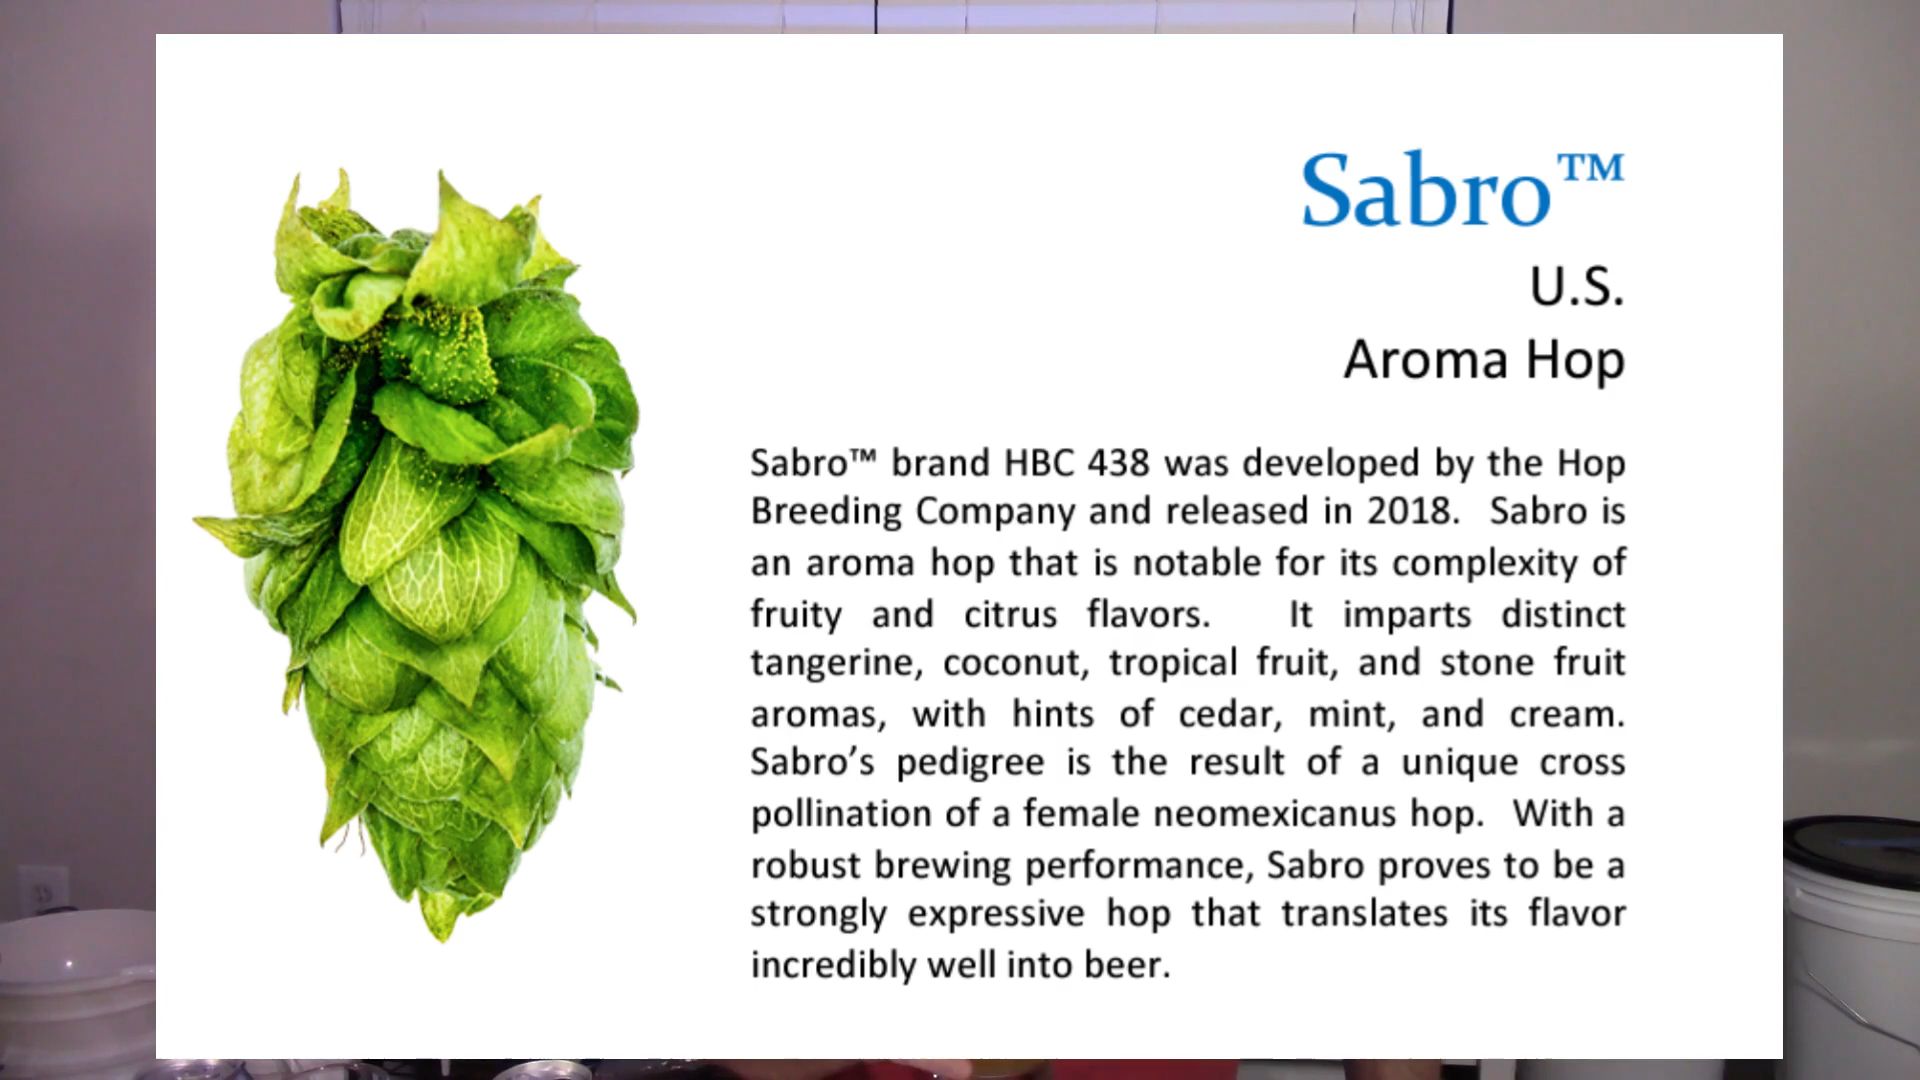 Sabro™
U.S.
Aroma Hop
Sabro™ brand HBC 438 was developed by the Hop
Breeding Company and released in 2018. Sabro is
an aroma hop that is notable for its complexity of
fruity and citrus flavors. It imparts distinct
tangerine, coconut, tropical fruit, and stone fruit
aromas, with hints of cedar, mint, and cream.
Sabro’s pedigree is the result of a unique cross
pollination of a female neomexicanus hop. With a
robust brewing performance, Sabro proves to be a
strongly expressive hop that translates its flavor
incredibly well into beer.